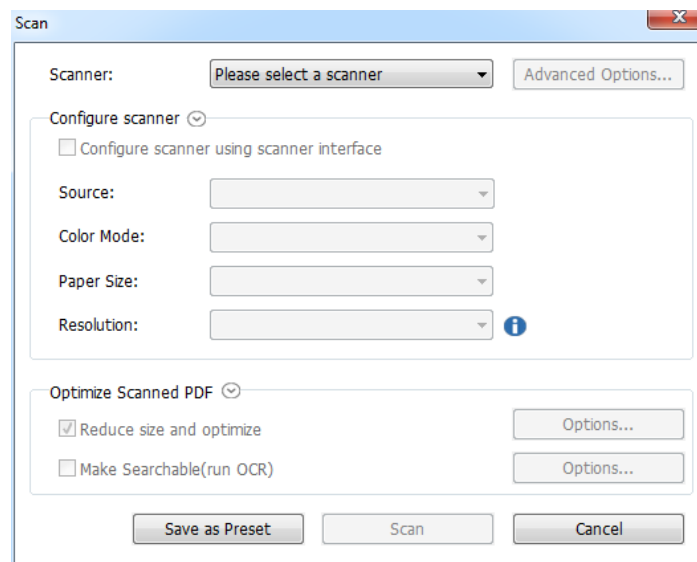 Scan
Scanner: Please select a scanner Advanced Options...
Configure scanner
Configure scanner using scanner interface
Source:
Color Mode:
Paper Size:
Resolution:
Optimize Scanned PDF
Reduce size and optimize Options...
Make Searchable(run OCR) Options...
Save as Preset Scan Cancel